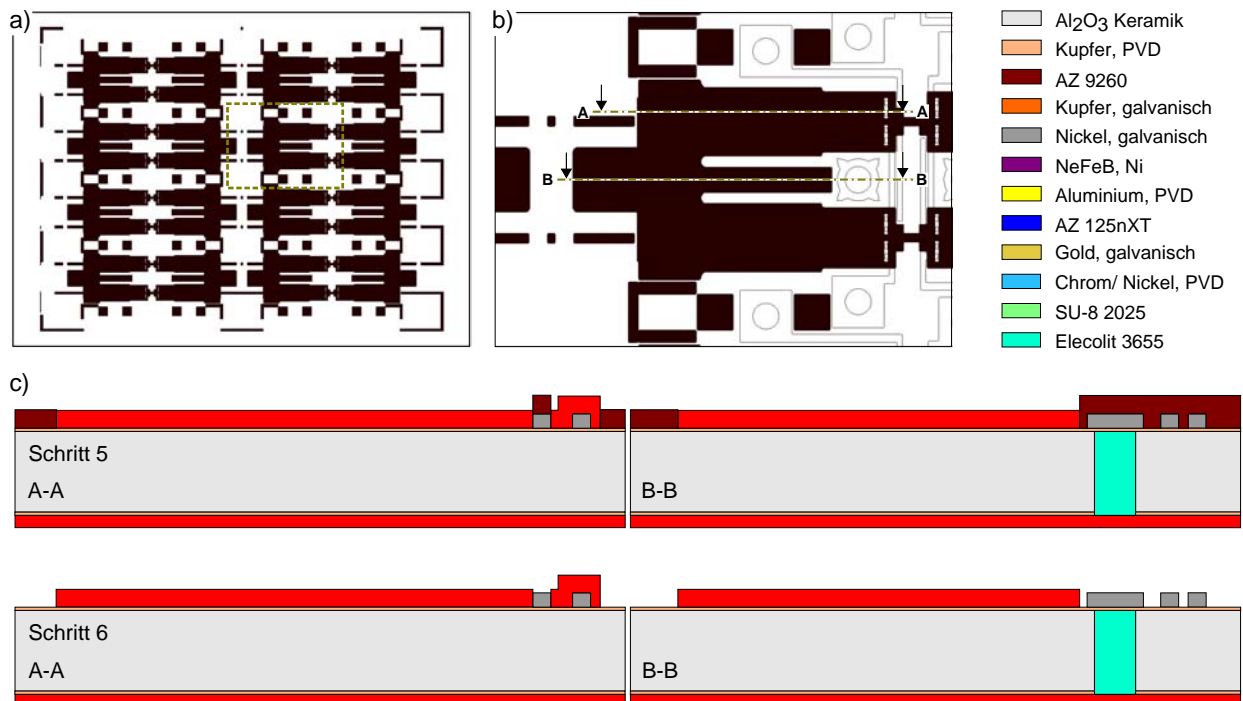 a)
b)
A
A
B
B
Al2O3 Keramik
Kupfer, PVD
AZ 9260
Kupfer, galvanisch
Nickel, galvanisch
NeFeB, Ni
Aluminium, PVD
AZ 125nXT
Gold, galvanisch
Chrom/ Nickel, PVD
SU-8 2025
Elecolit 3655
c)
Schritt 5
A-A
B-B
Schritt 6
A-A
B-B